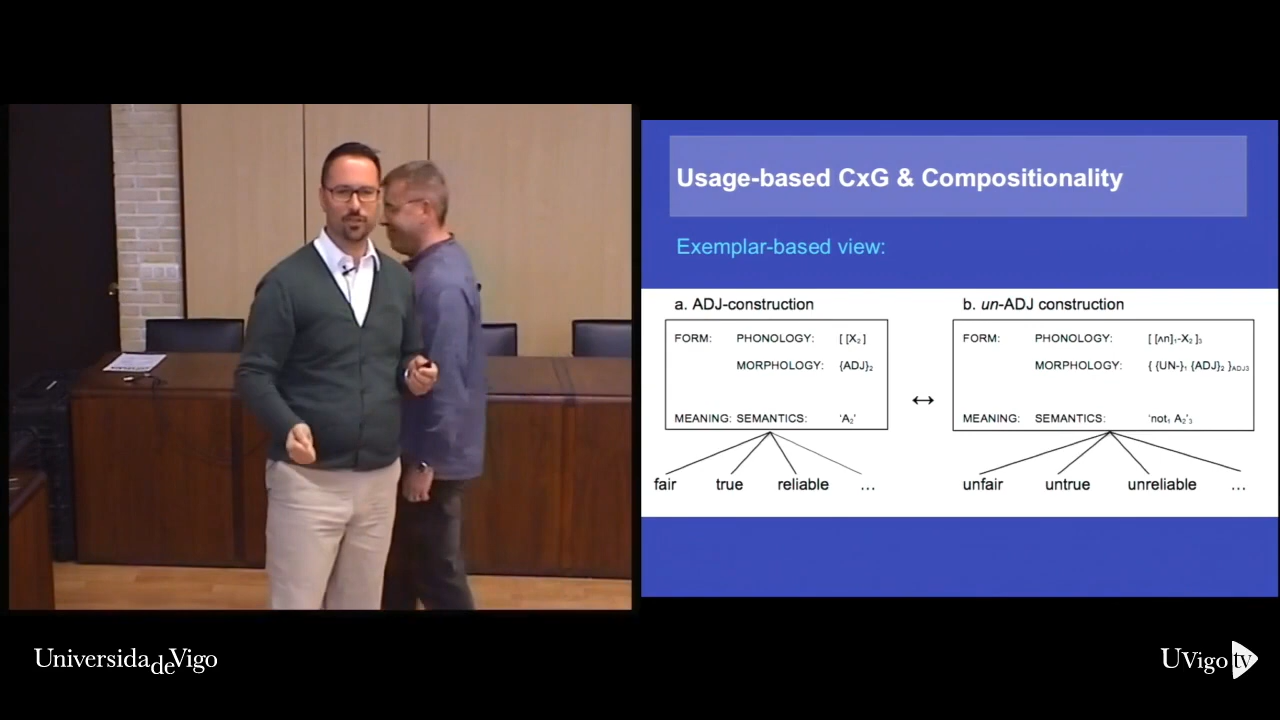 Usage-based CxG & Compositionality
Exemplar-based view:
a. ADJ-construction
FORM: PHONOLOGY: [ [X₂ ]
MORPHOLOGY: {ADJ}₂
MEANING: SEMANTICS: ‘A₂’
fair true reliable …
↔
b. un-ADJ construction
FORM: PHONOLOGY: [ [ʌn]₁-X₂ ]₃
MORPHOLOGY: { {UN-}₁ {ADJ}₂ }ADJ3
MEANING: SEMANTICS: ‘not₁ A₂’₃
unfair untrue unreliable …
UniversidadeVigo
UVigo tv